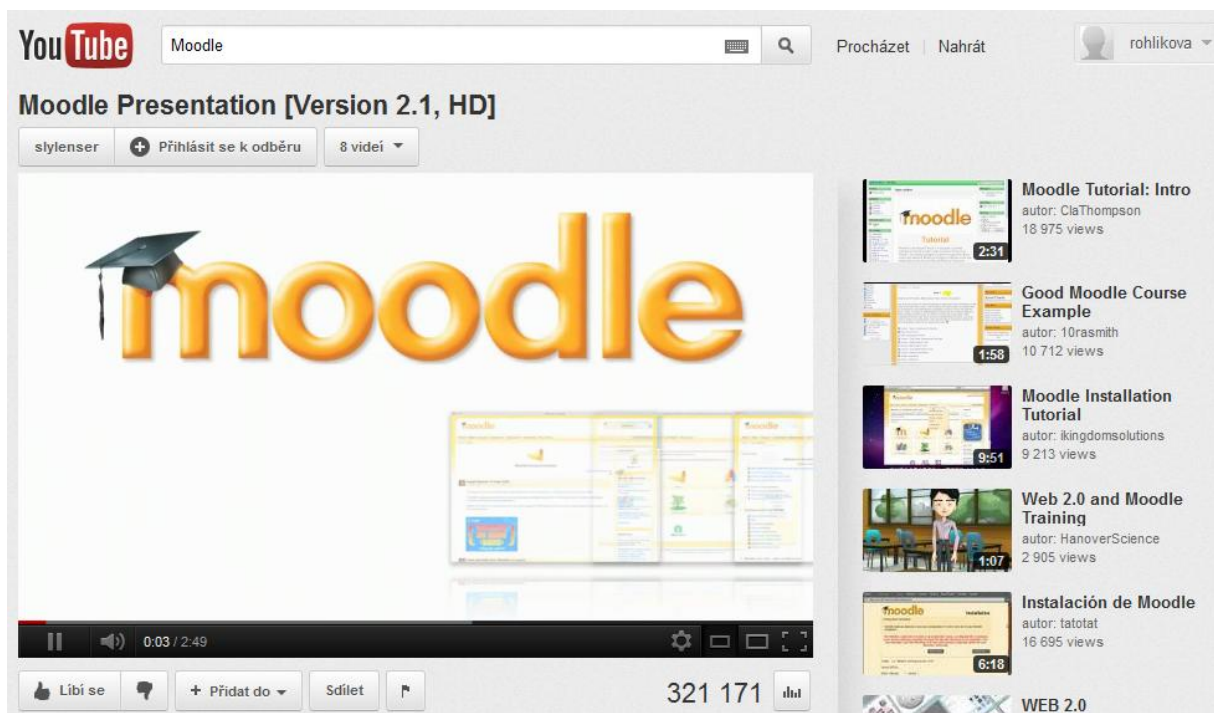 YouTube Moodle Procházet Nahrát rohlikova
Moodle Presentation [Version 2.1, HD]
slylenser Přihlásit se k odběru 8 videí
moodle
0:03 / 2:49
Libí se + Přidat do Sdílet 321 171
moodle
Tutorial
2:31
Moodle Tutorial: Intro
autor: ClaThompson
18 975 views
1:58
Good Moodle Course
Example
autor: 10rasmith
10 712 views
9:51
Moodle Installation
Tutorial
autor: ikingdomsolutions
9 213 views
1:07
Web 2.0 and Moodle
Training
autor: HanoverScience
2 905 views
moodle
6:18
Instalación de Moodle
autor: tatotat
16 695 views
WEB 2.0